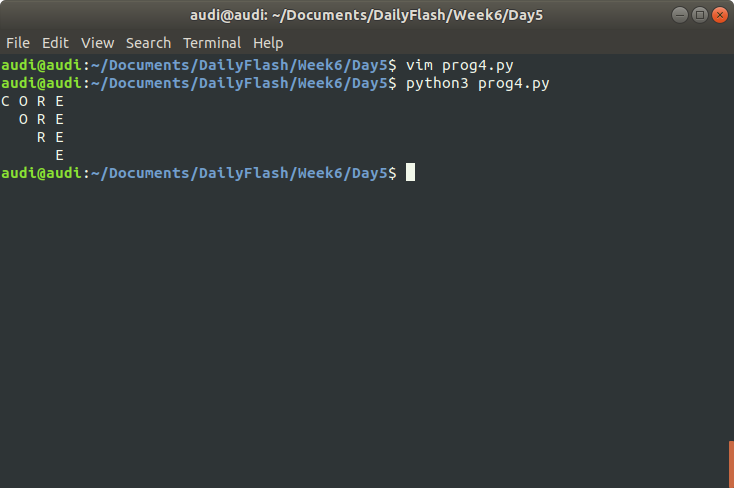 audi@audi: ~/Documents/DailyFlash/Week6/Day5
File Edit View Search Terminal Help
audi@audi:~/Documents/DailyFlash/Week6/Day5$ vim prog4.py
audi@audi:~/Documents/DailyFlash/Week6/Day5$ python3 prog4.py
C O R E
  O R E
    R E
      E
audi@audi:~/Documents/DailyFlash/Week6/Day5$